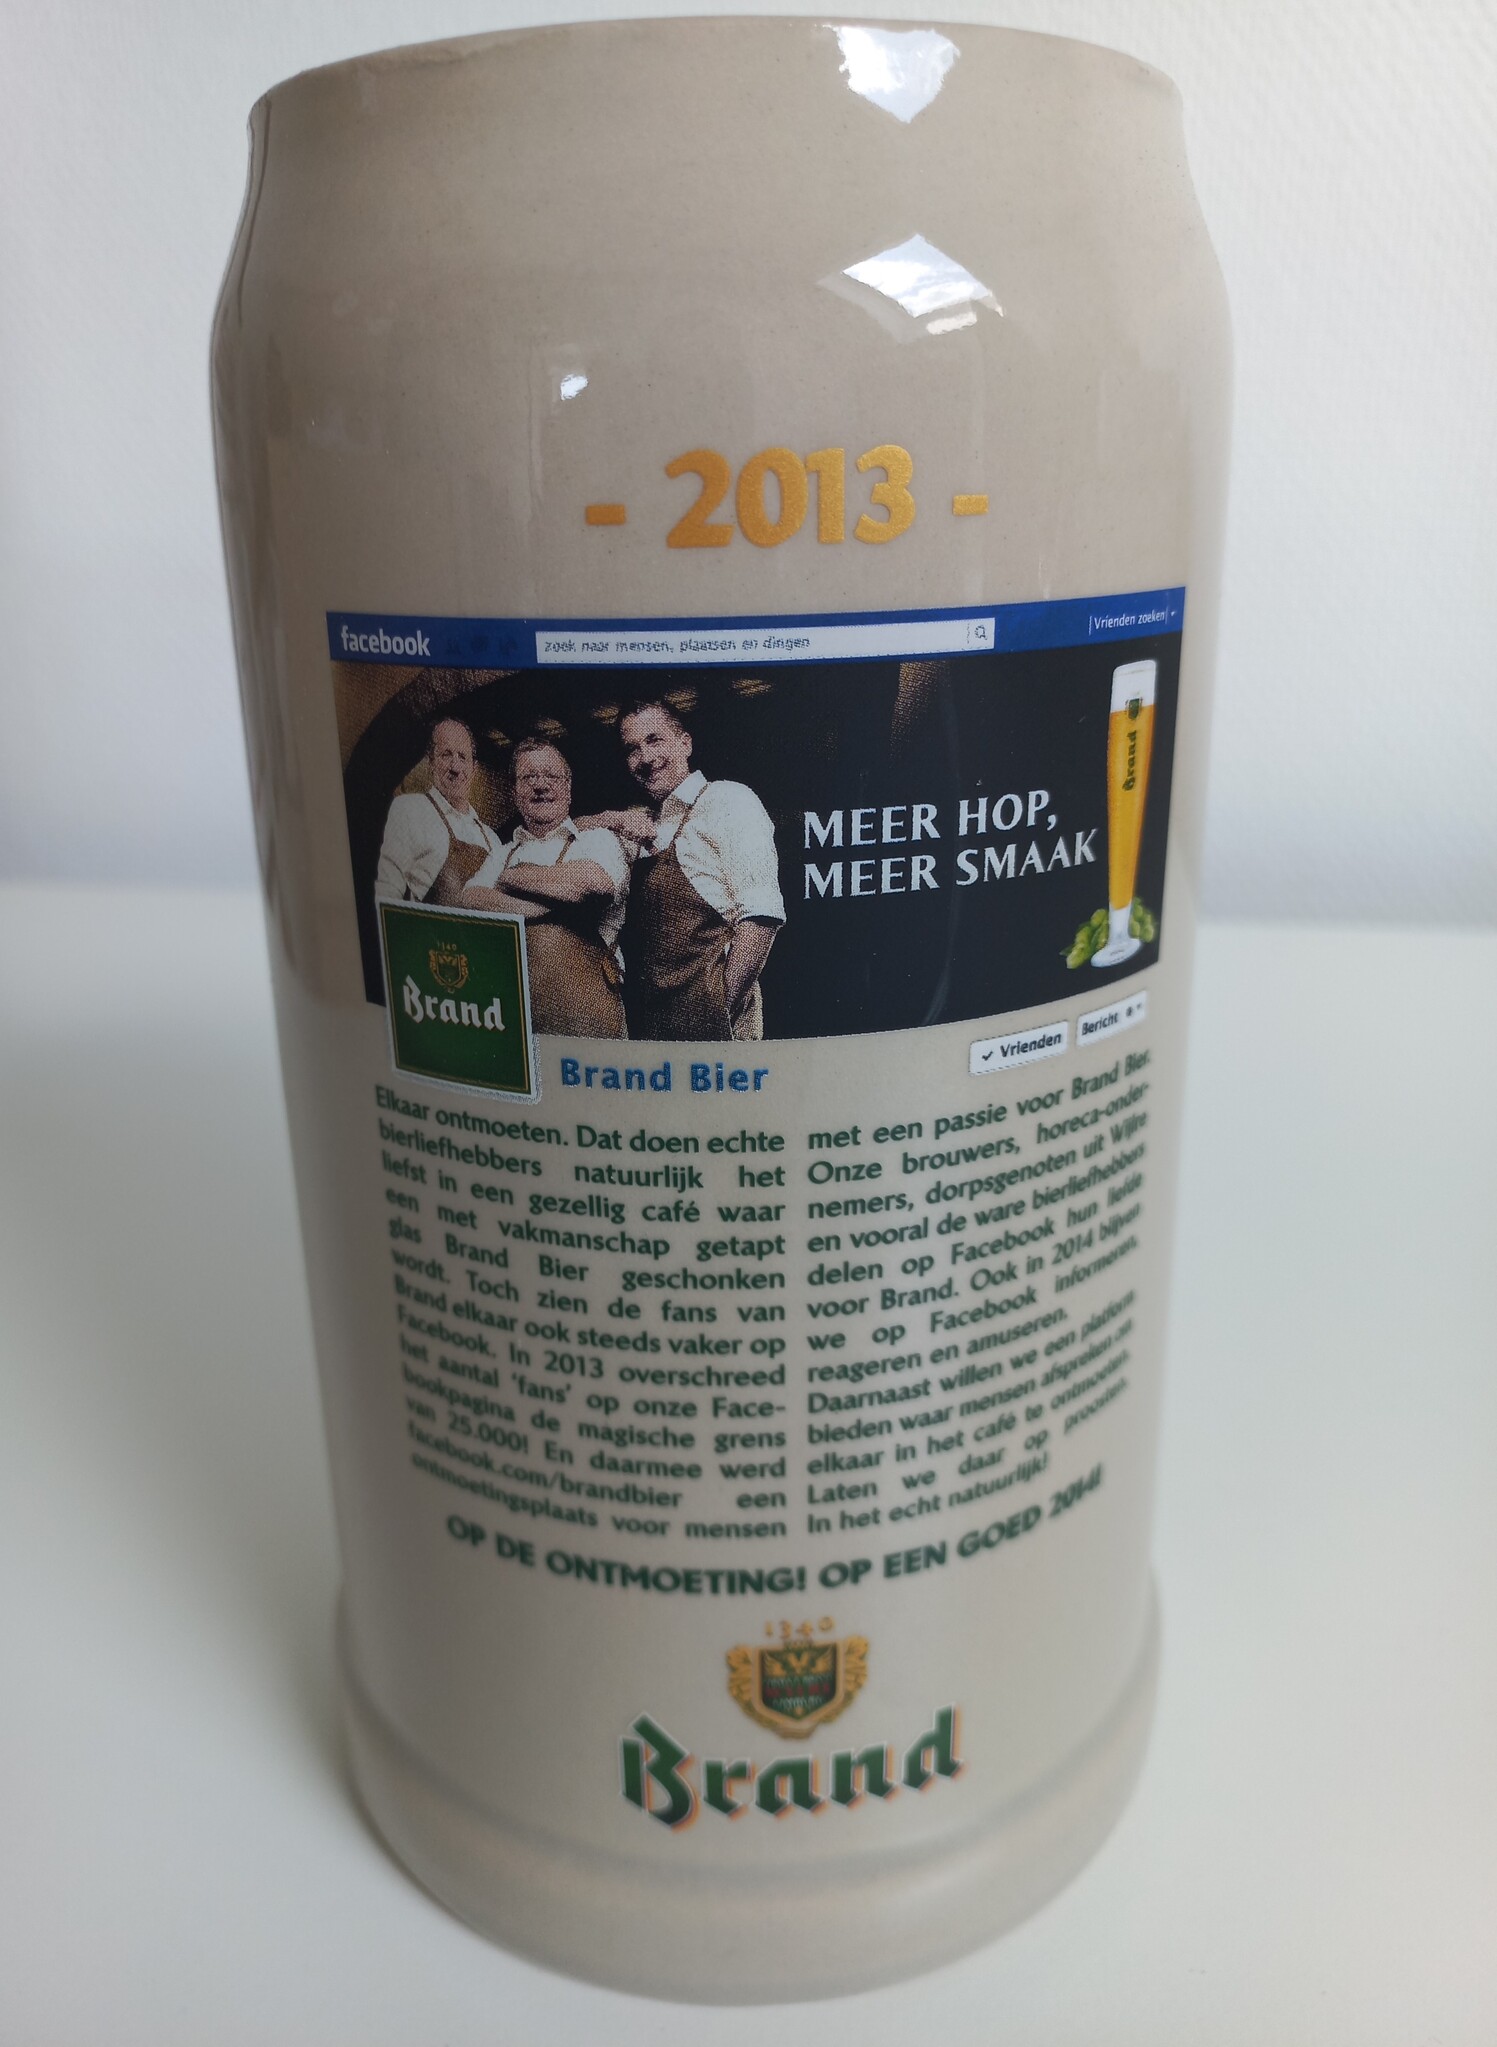 - 2013 -
facebook
zoek naar mensen, plaatsen en dingen
Vrienden zoeken
MEER HOP,
MEER SMAAK
Brand
1340
Brand
Brand Bier
✓ Vrienden
Bericht
Elkaar ontmoeten. Dat doen echte
bierliefhebbers natuurlijk het
liefst in een gezellig café waar
een met vakmanschap getapt
glas Brand Bier geschonken
wordt. Toch zien de fans van
Brand elkaar ook steeds vaker op
Facebook. In 2013 overschreed
het aantal 'fans' op onze Face-
bookpagina de magische grens
van 25.000! En daarmee werd
facebook.com/brandbier een
ontmoetingsplaats voor mensen
met een passie voor Brand Bier.
Onze brouwers, horeca-onder-
nemers, dorpsgenoten uit Wijlre
en vooral de ware bierliefhebbers
delen op Facebook hun liefde
voor Brand. Ook in 2014 blijven
we op Facebook informeren,
reageren en amuseren.
Daarnaast willen we een platform
bieden waar mensen afspreken om
elkaar in het café te ontmoeten.
Laten we daar op proosten.
In het echt natuurlijk!
OP DE ONTMOETING! OP EEN GOED 2014!
1340
Brand